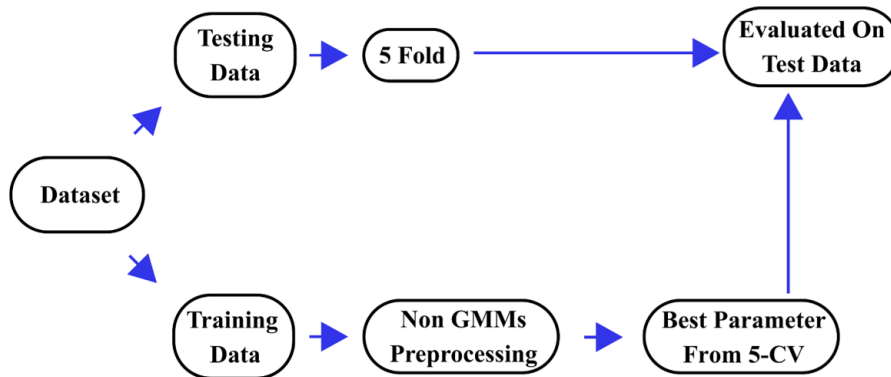 Testing
Data
5 Fold
Evaluated On
Test Data
Dataset
Training
Data
Non GMMs
Preprocessing
Best Parameter
From 5-CV